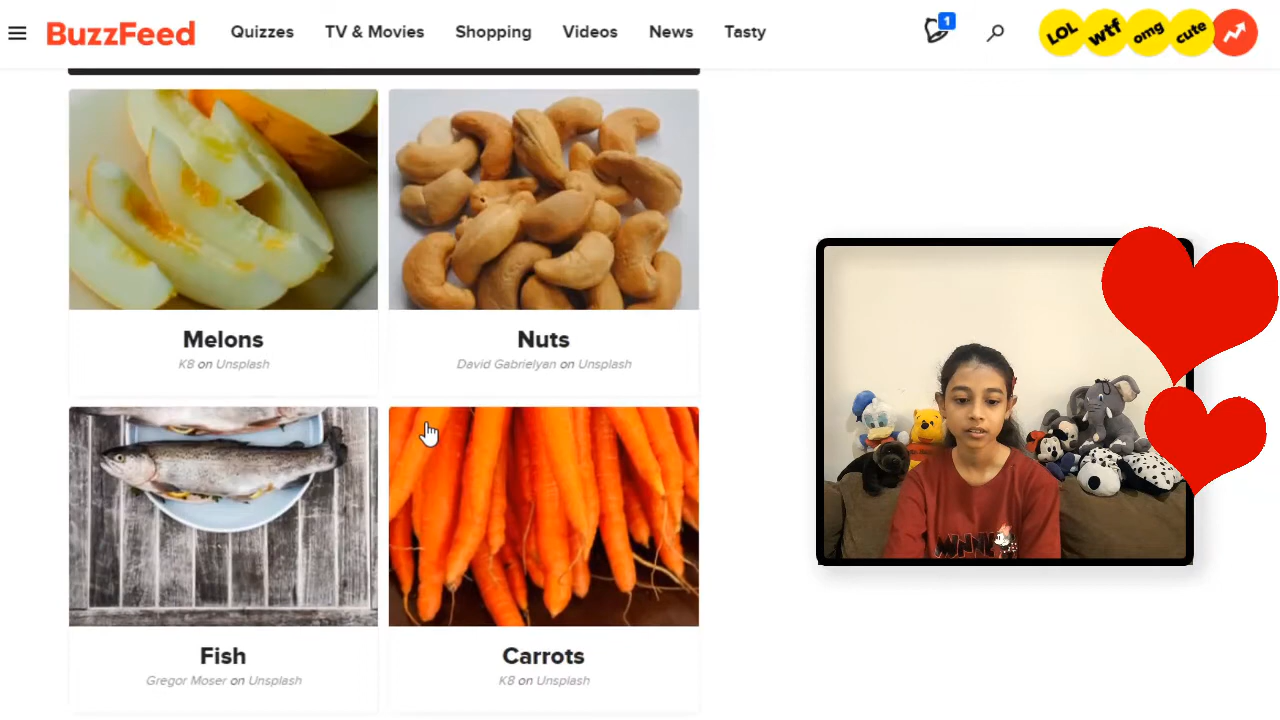 BuzzFeed Quizzes TV & Movies Shopping Videos News Tasty 1 LOL wtf omg cute
Melons
K8 on Unsplash
Nuts
David Gabrielyan on Unsplash
Fish
Gregor Moser on Unsplash
Carrots
K8 on Unsplash